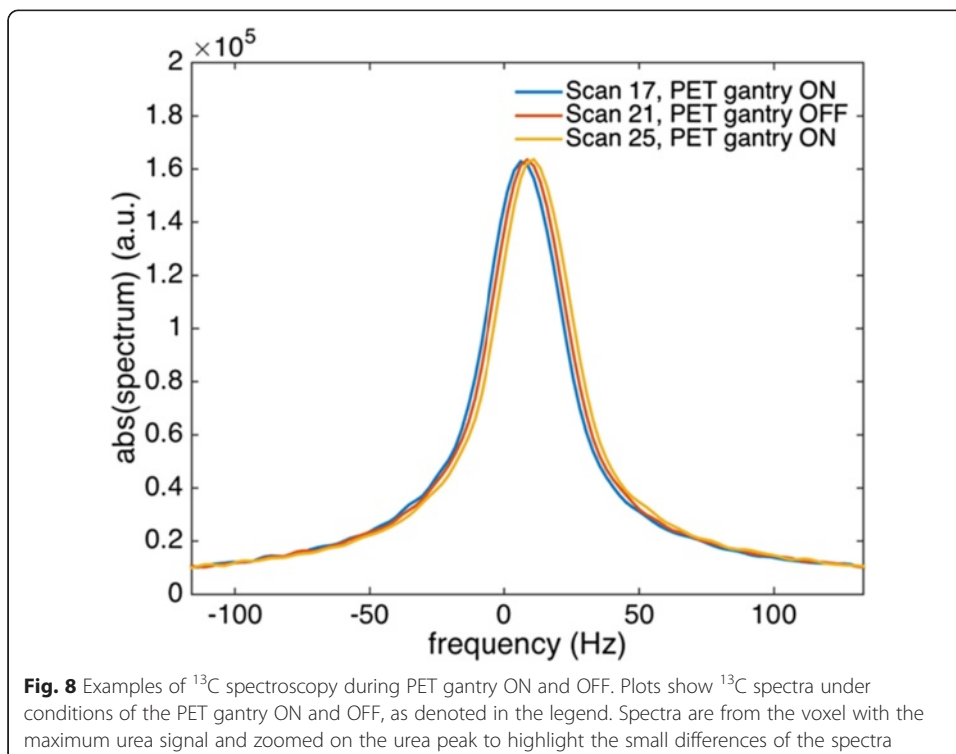 ×10⁵
2
1.8
1.6
1.4
1.2
1
0.8
0.6
0.4
0.2
0
abs(spectrum) (a.u.)
Scan 17, PET gantry ON
Scan 21, PET gantry OFF
Scan 25, PET gantry ON
-100 -50 0 50 100
frequency (Hz)
Fig. 8 Examples of ¹³C spectroscopy during PET gantry ON and OFF. Plots show ¹³C spectra under
conditions of the PET gantry ON and OFF, as denoted in the legend. Spectra are from the voxel with the
maximum urea signal and zoomed on the urea peak to highlight the small differences of the spectra